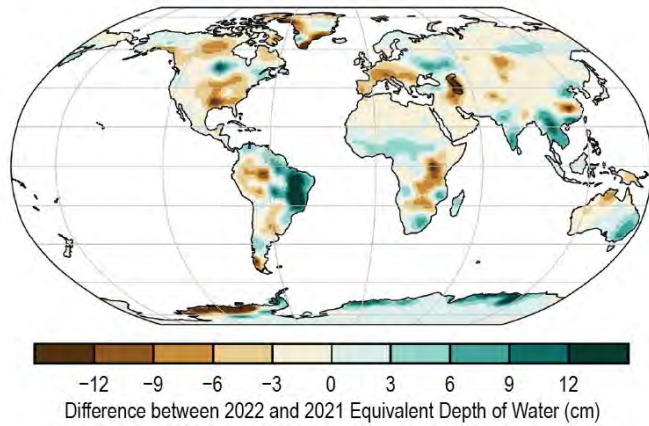 −12 −9 −6 −3 0 3 6 9 12
Difference between 2022 and 2021 Equivalent Depth of Water (cm)